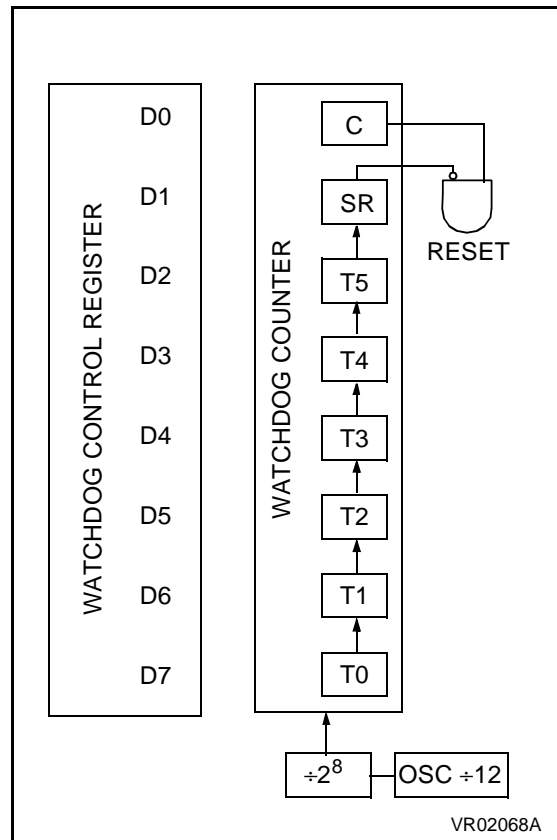 WATCHDOG CONTROL REGISTER
D0
D1
D2
D3
D4
D5
D6
D7
WATCHDOG COUNTER
C
SR
T5
T4
T3
T2
T1
T0
RESET
÷2⁸
OSC ÷12
VR02068A